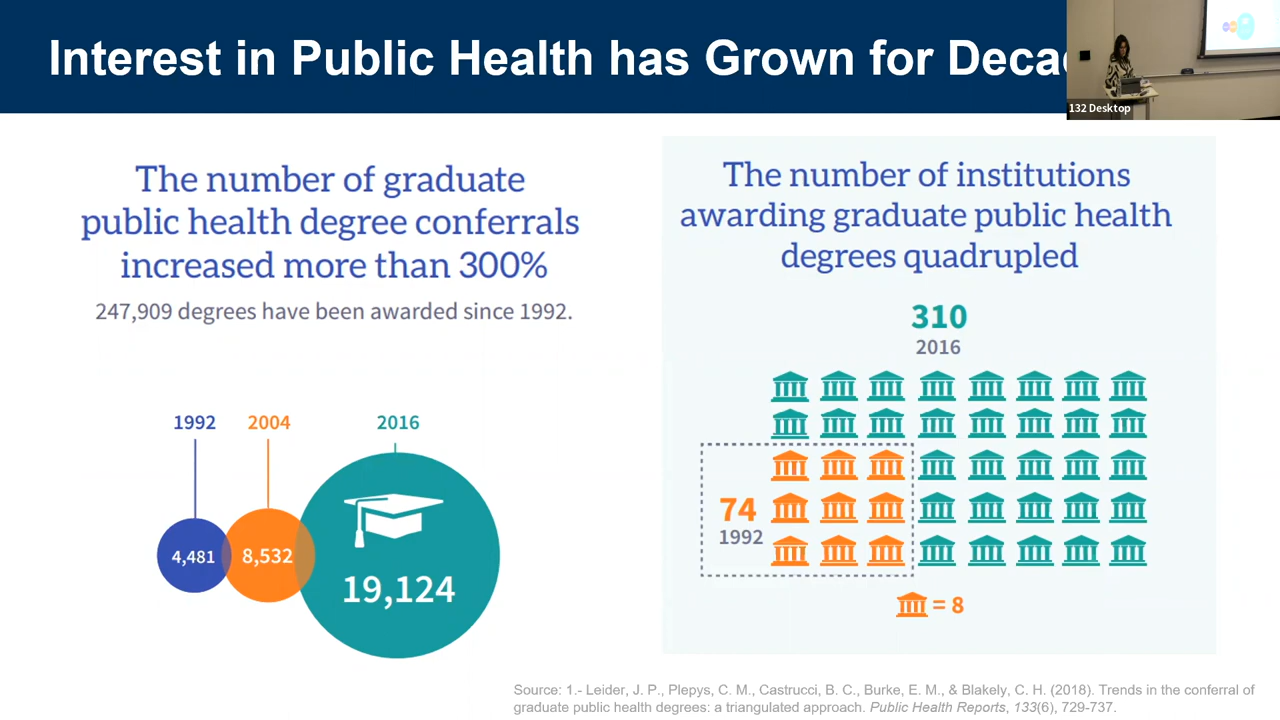 Interest in Public Health has Grown for Deca
132 Desktop
The number of graduate
public health degree conferrals
increased more than 300%
247,909 degrees have been awarded since 1992.
1992
2004
2016
4,481
8,532
19,124
The number of institutions
awarding graduate public health
degrees quadrupled
310
2016
74
1992
= 8
Source: 1.- Leider, J. P., Plepys, C. M., Castrucci, B. C., Burke, E. M., & Blakely, C. H. (2018). Trends in the conferral of
graduate public health degrees: a triangulated approach. Public Health Reports, 133(6), 729-737.